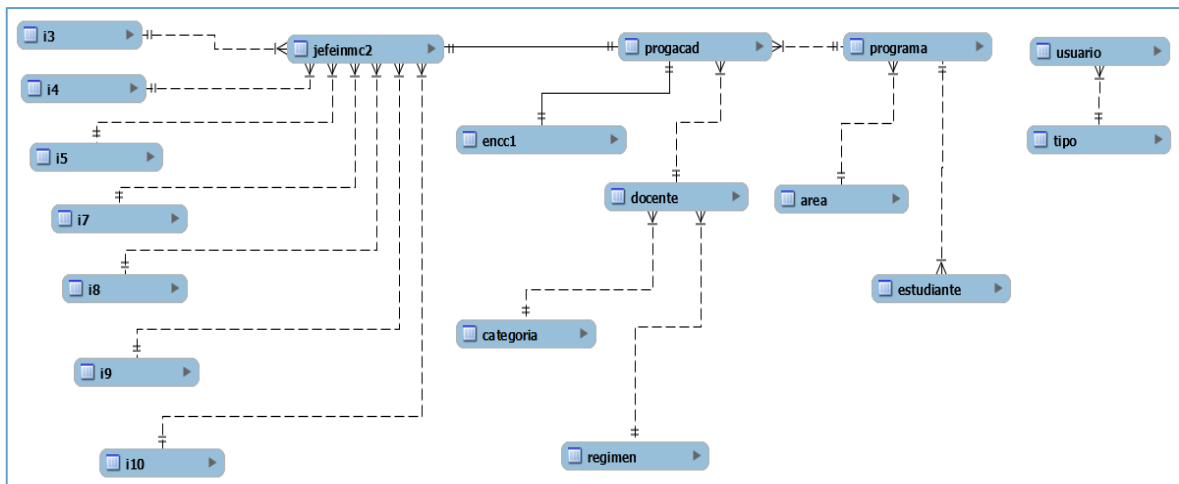 i3
jefeinmc2
progacad
programa
usuario
i4
encc1
tipo
i5
docente
area
i7
i8
estudiante
categoria
i9
regimen
i10